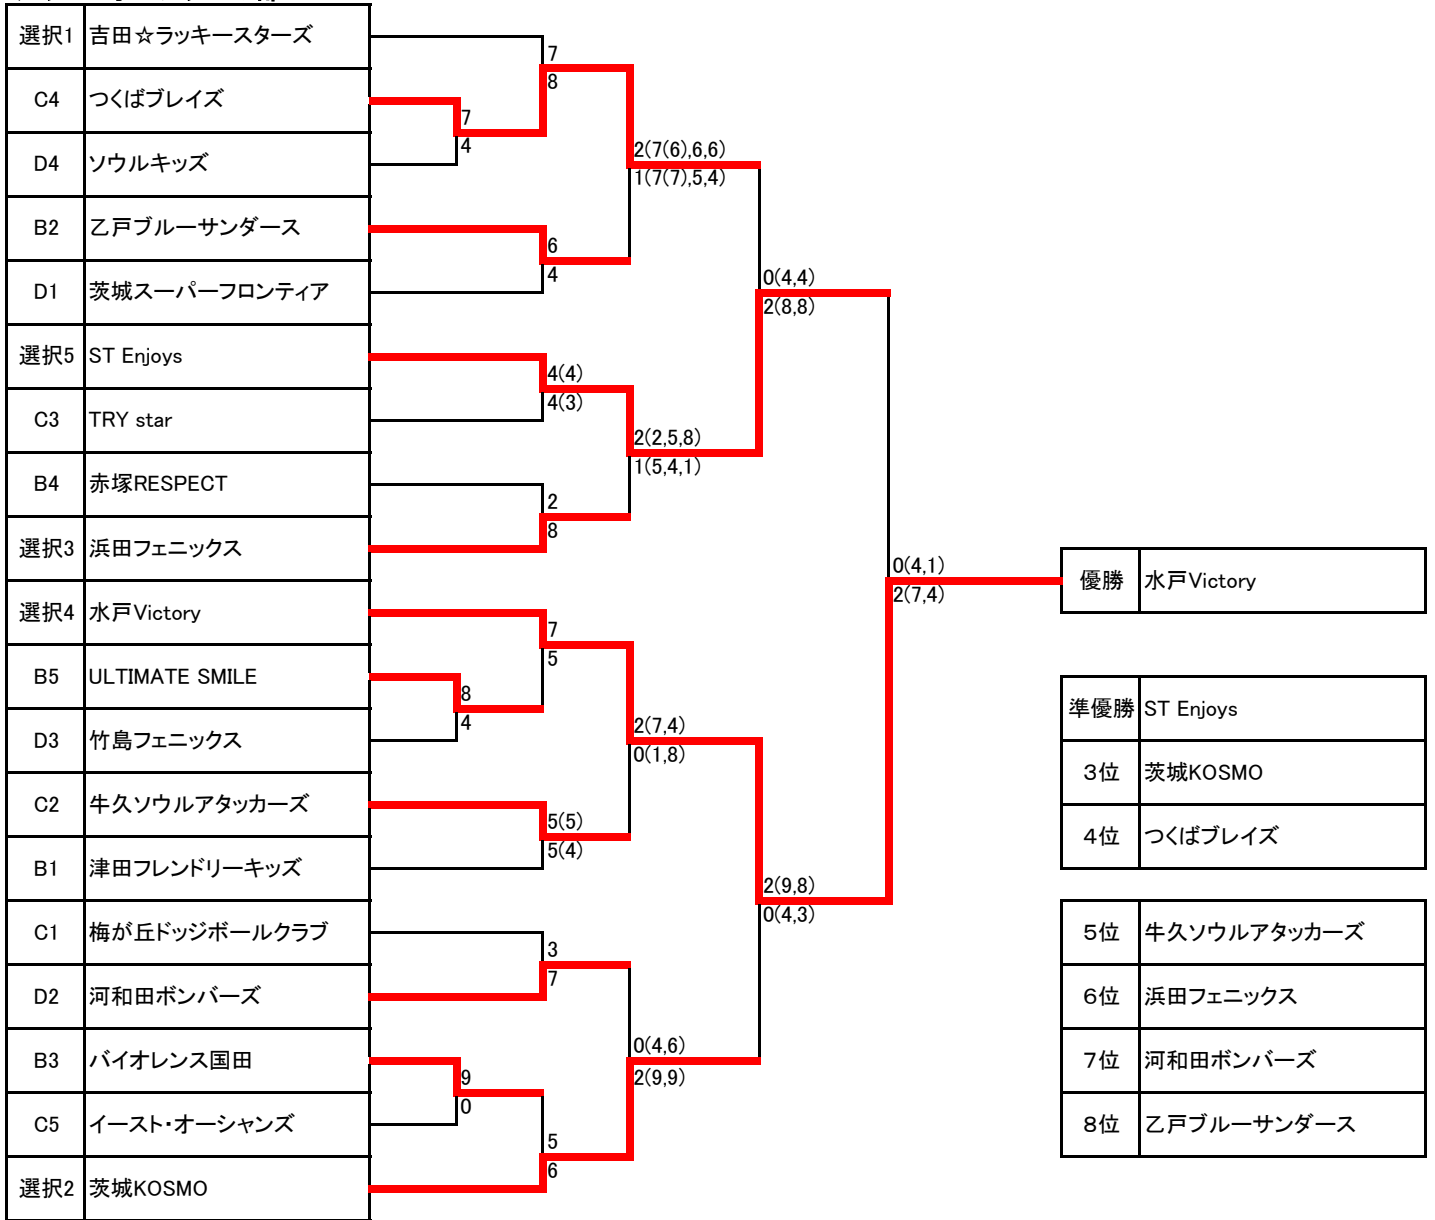 選択1 吉田☆ラッキースターズ
C4 つくばブレイズ
D4 ソウルキッズ
B2 乙戸ブルーサンダース
D1 茨城スーパーフロンティア
選択5 ST Enjoys
C3 TRY star
B4 赤塚RESPECT
選択3 浜田フェニックス
選択4 水戸Victory
B5 ULTIMATE SMILE
D3 竹島フェニックス
C2 牛久ソウルアタッカーズ
B1 津田フレンドリーキッズ
C1 梅が丘ドッジボールクラブ
D2 河和田ボンバーズ
B3 バイオレンス国田
C5 イースト・オーシャンズ
選択2 茨城KOSMO
7
4
8
4
9
0
7
8
6
4
4(4)
4(3)
2
8
7
5
5(5)
5(4)
3
7
5
6
2(7(6),6,6)
1(7(7),5,4)
2(2,5,8)
1(5,4,1)
2(7,4)
0(1,8)
0(4,6)
2(9,9)
0(4,4)
2(8,8)
2(9,8)
0(4,3)
0(4,1)
2(7,4)
優勝 水戸Victory
準優勝 ST Enjoys
3位 茨城KOSMO
4位 つくばブレイズ
5位 牛久ソウルアタッカーズ
6位 浜田フェニックス
7位 河和田ボンバーズ
8位 乙戸ブルーサンダース